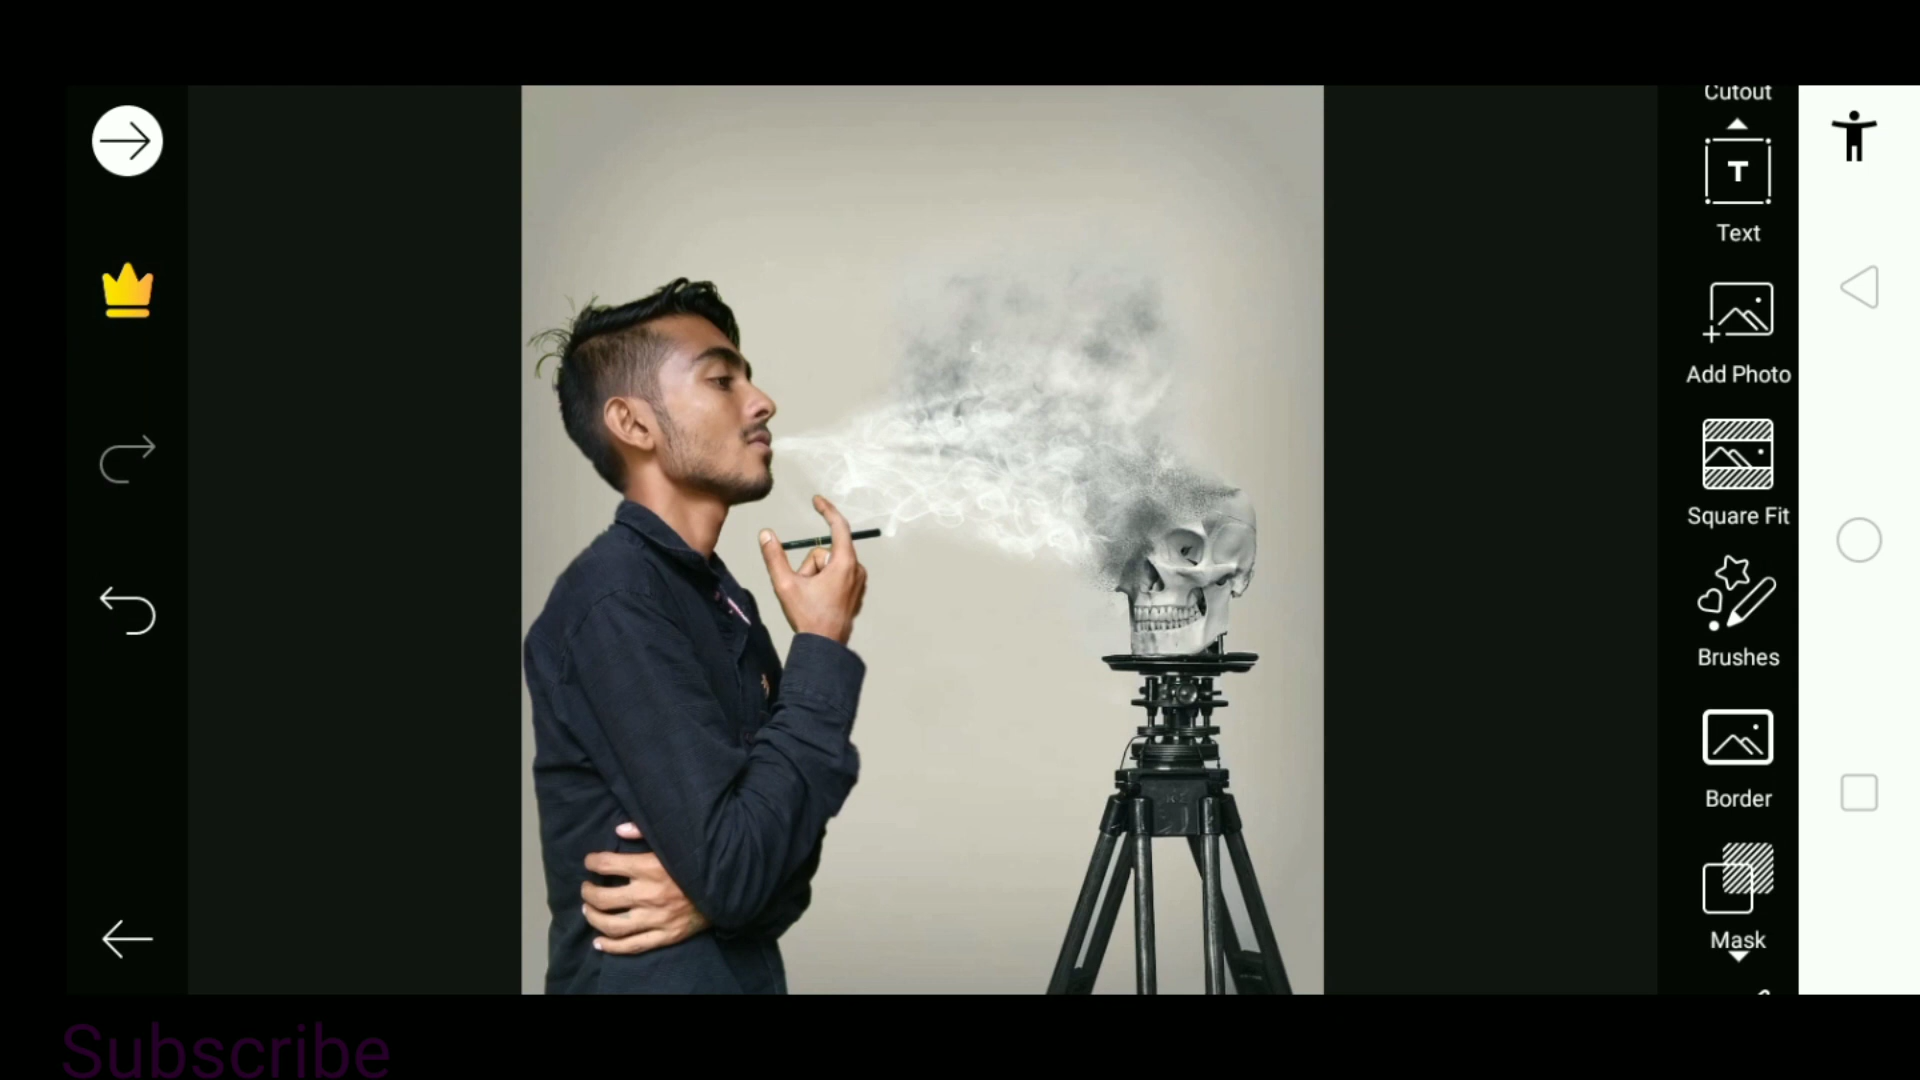 Cutout
T
Text
Add Photo
Square Fit
Brushes
Border
Mask
Subscribe